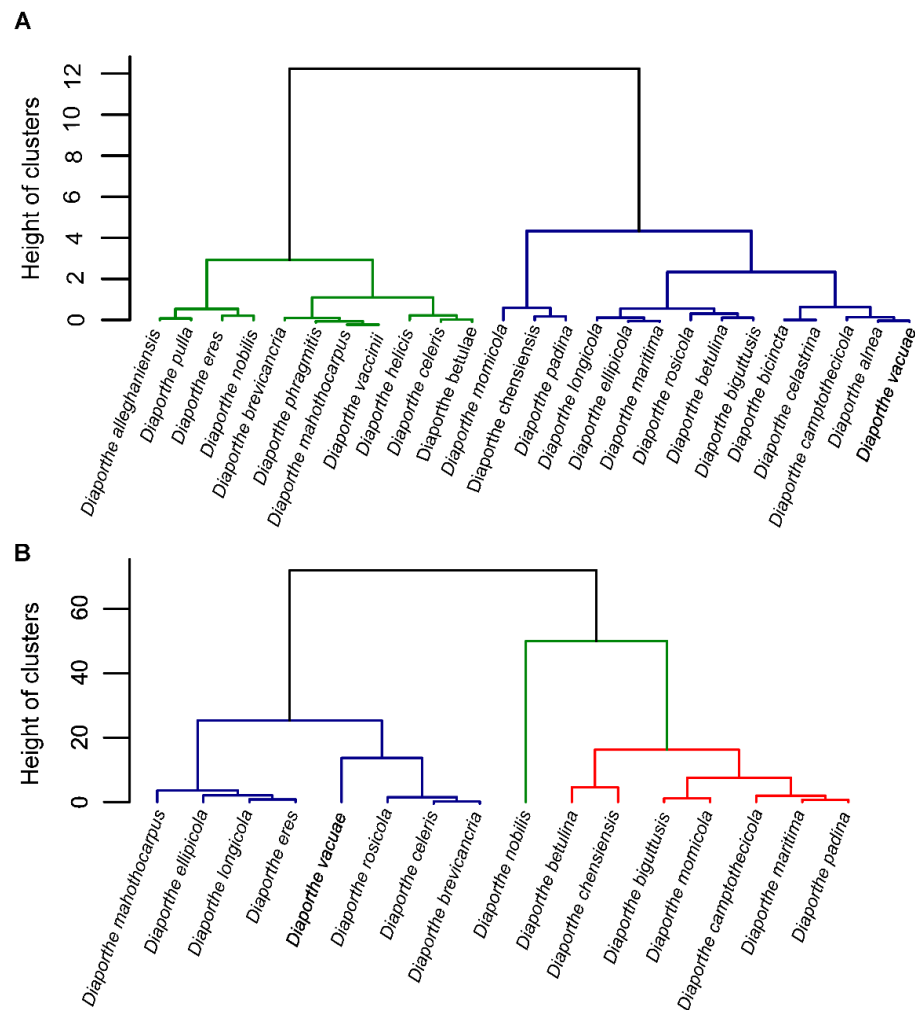 A
Height of clusters
12
10
8
6
4
2
0
Diaporthe alleghaniensis
Diaporthe pulla
Diaporthe eres
Diaporthe nobilis
Diaporthe brevicancria
Diaporthe phragmitis
Diaporthe mahothocarpus
Diaporthe vaccinii
Diaporthe helicis
Diaporthe celeris
Diaporthe betulae
Diaporthe momicola
Diaporthe chensiensis
Diaporthe padina
Diaporthe longicola
Diaporthe ellipicola
Diaporthe maritima
Diaporthe rosicola
Diaporthe betulina
Diaporthe biguttusis
Diaporthe bicincta
Diaporthe celastrina
Diaporthe camptothecicola
Diaporthe alnea
Diaporthe vacuae
B
Height of clusters
60
40
20
0
Diaporthe mahothocarpus
Diaporthe ellipicola
Diaporthe longicola
Diaporthe eres
Diaporthe vacuae
Diaporthe rosicola
Diaporthe celeris
Diaporthe brevicancria
Diaporthe nobilis
Diaporthe betulina
Diaporthe chensiensis
Diaporthe biguttusis
Diaporthe momicola
Diaporthe camptothecicola
Diaporthe maritima
Diaporthe padina